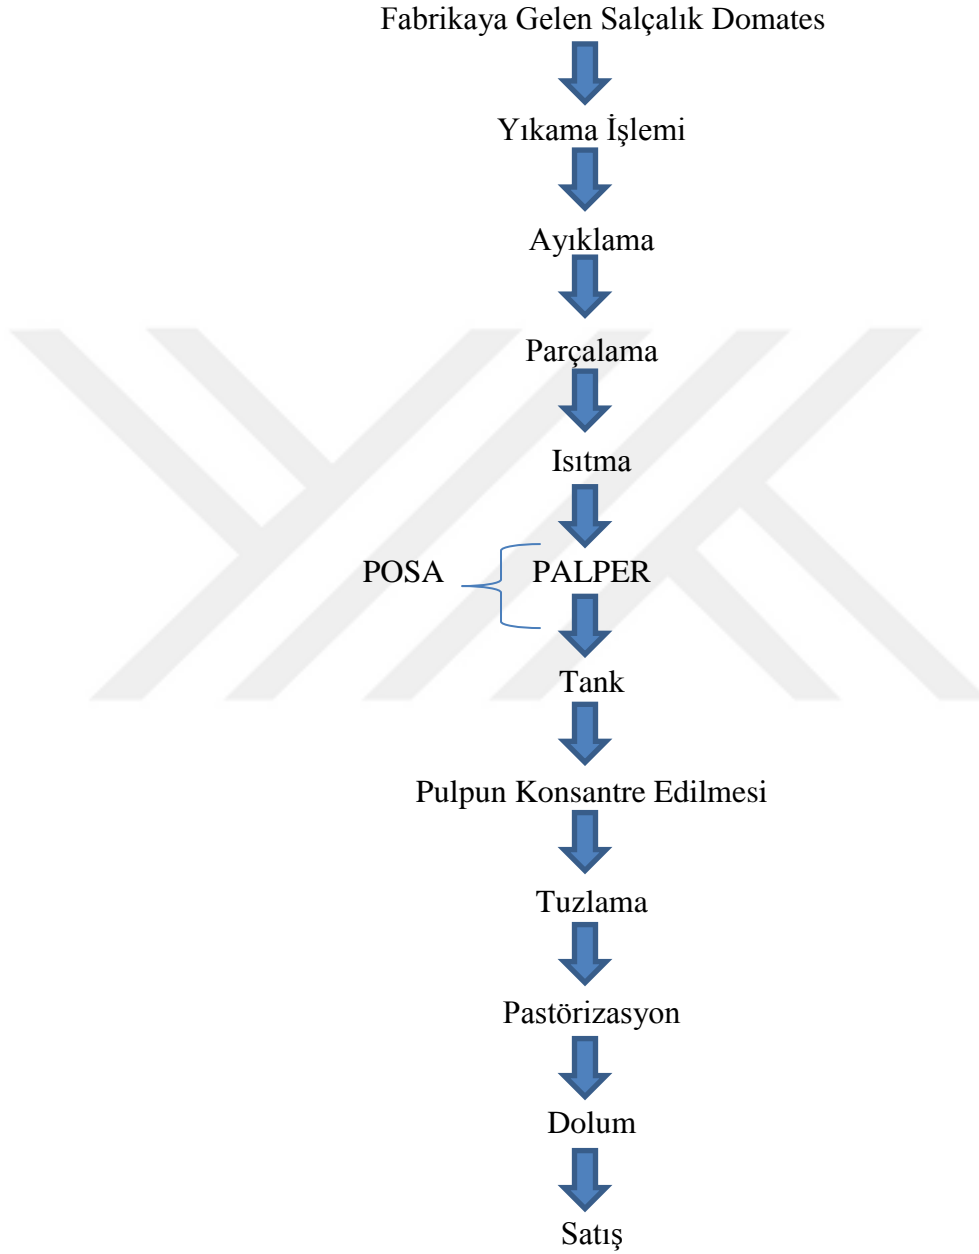 Fabrikaya Gelen Salçalık Domates
Yıkama İşlemi
Ayıklama
Parçalama
Isıtma
POSA PALPER
Tank
Pulpun Konsantre Edilmesi
Tuzlama
Pastörizasyon
Dolum
Satış